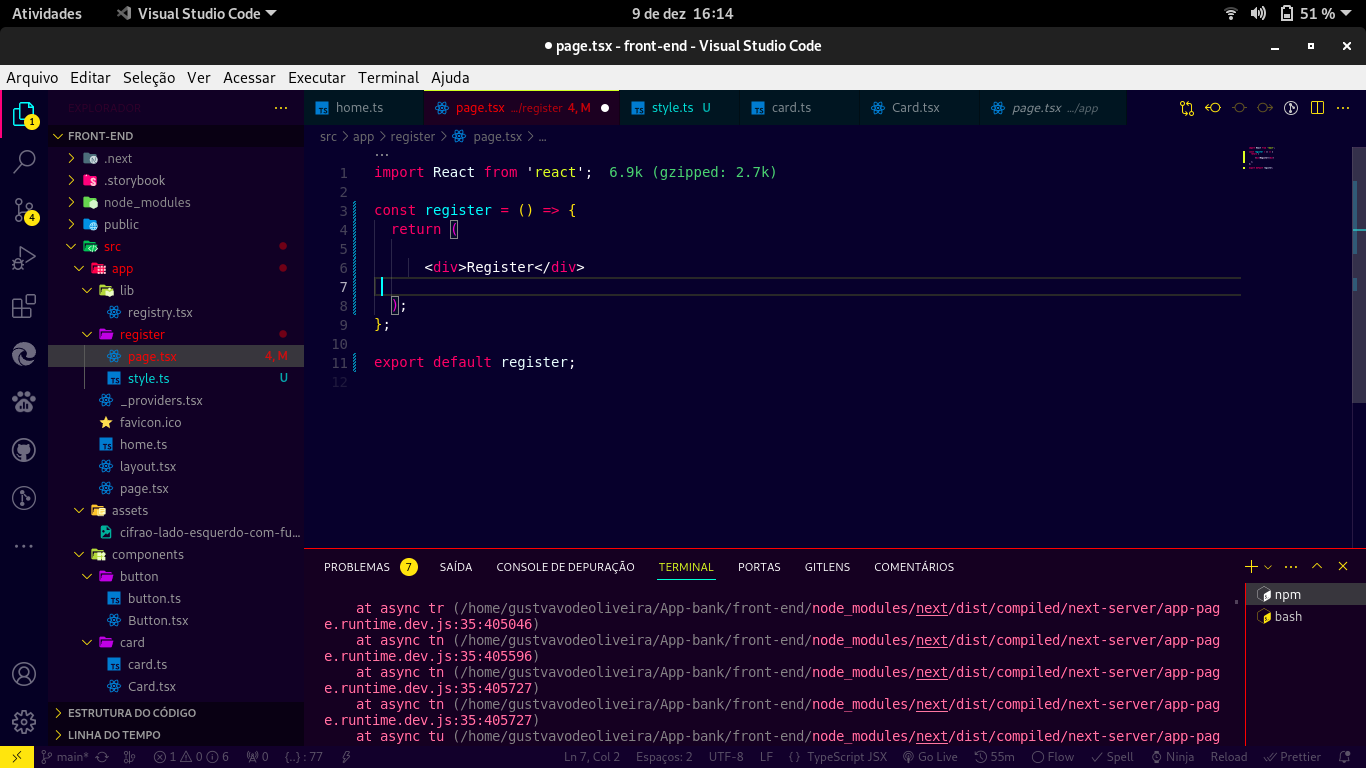 Atividades Visual Studio Code 9 de dez 16:14 51 %
● page.tsx - front-end - Visual Studio Code
Arquivo Editar Seleção Ver Acessar Executar Terminal Ajuda
EXPLORADOR ...
home.ts page.tsx .../register 4, M style.ts U card.ts Card.tsx page.tsx .../app
src > app > register > page.tsx > ...
1
4
FRONT-END
.next
.storybook
node_modules
public
src
app
lib
registry.tsx
register
page.tsx 4, M
style.ts U
_providers.tsx
favicon.ico
home.ts
layout.tsx
page.tsx
assets
cifrao-lado-esquerdo-com-fu...
components
button
button.ts
Button.tsx
card
card.ts
Card.tsx
ESTRUTURA DO CÓDIGO
LINHA DO TEMPO
...
1 import React from 'react'; 6.9k (gzipped: 2.7k)
2
3 const register = () => {
4 return (
5
6 <div>Register</div>
7
8 );
9 };
10
11 export default register;
12
PROBLEMAS 7 SAÍDA CONSOLE DE DEPURAÇÃO TERMINAL PORTAS GITLENS COMENTÁRIOS
at async tr (/home/gustvavodeoliveira/App-bank/front-end/node_modules/next/dist/compiled/next-server/app-pag
e.runtime.dev.js:35:405046)
at async tn (/home/gustvavodeoliveira/App-bank/front-end/node_modules/next/dist/compiled/next-server/app-pag
e.runtime.dev.js:35:405596)
at async tn (/home/gustvavodeoliveira/App-bank/front-end/node_modules/next/dist/compiled/next-server/app-pag
e.runtime.dev.js:35:405727)
at async tn (/home/gustvavodeoliveira/App-bank/front-end/node_modules/next/dist/compiled/next-server/app-pag
e.runtime.dev.js:35:405727)
at async tu (/home/gustvavodeoliveira/App-bank/front-end/node_modules/next/dist/compiled/next-server/app-pag
npm
bash
main* 1 0 6 0 {..} : 77 Ln 7, Col 2 Espaços: 2 UTF-8 LF {} TypeScript JSX Go Live 55m Flow Spell Ninja Reload Prettier